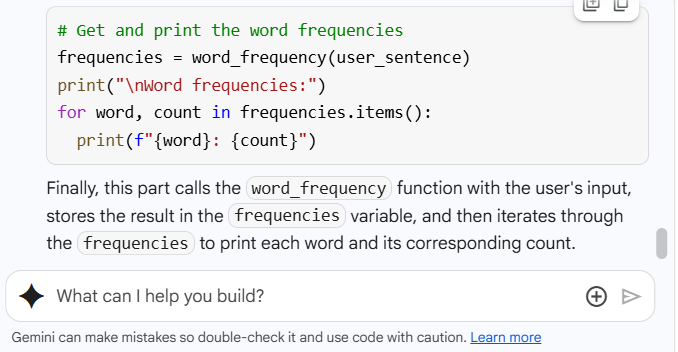 # Get and print the word frequencies
frequencies = word_frequency(user_sentence)
print("\nWord frequencies:")
for word, count in frequencies.items():
  print(f"{word}: {count}")
Finally, this part calls the word_frequency function with the user's input,
stores the result in the frequencies variable, and then iterates through
the frequencies to print each word and its corresponding count.
What can I help you build?
Gemini can make mistakes so double-check it and use code with caution. Learn more